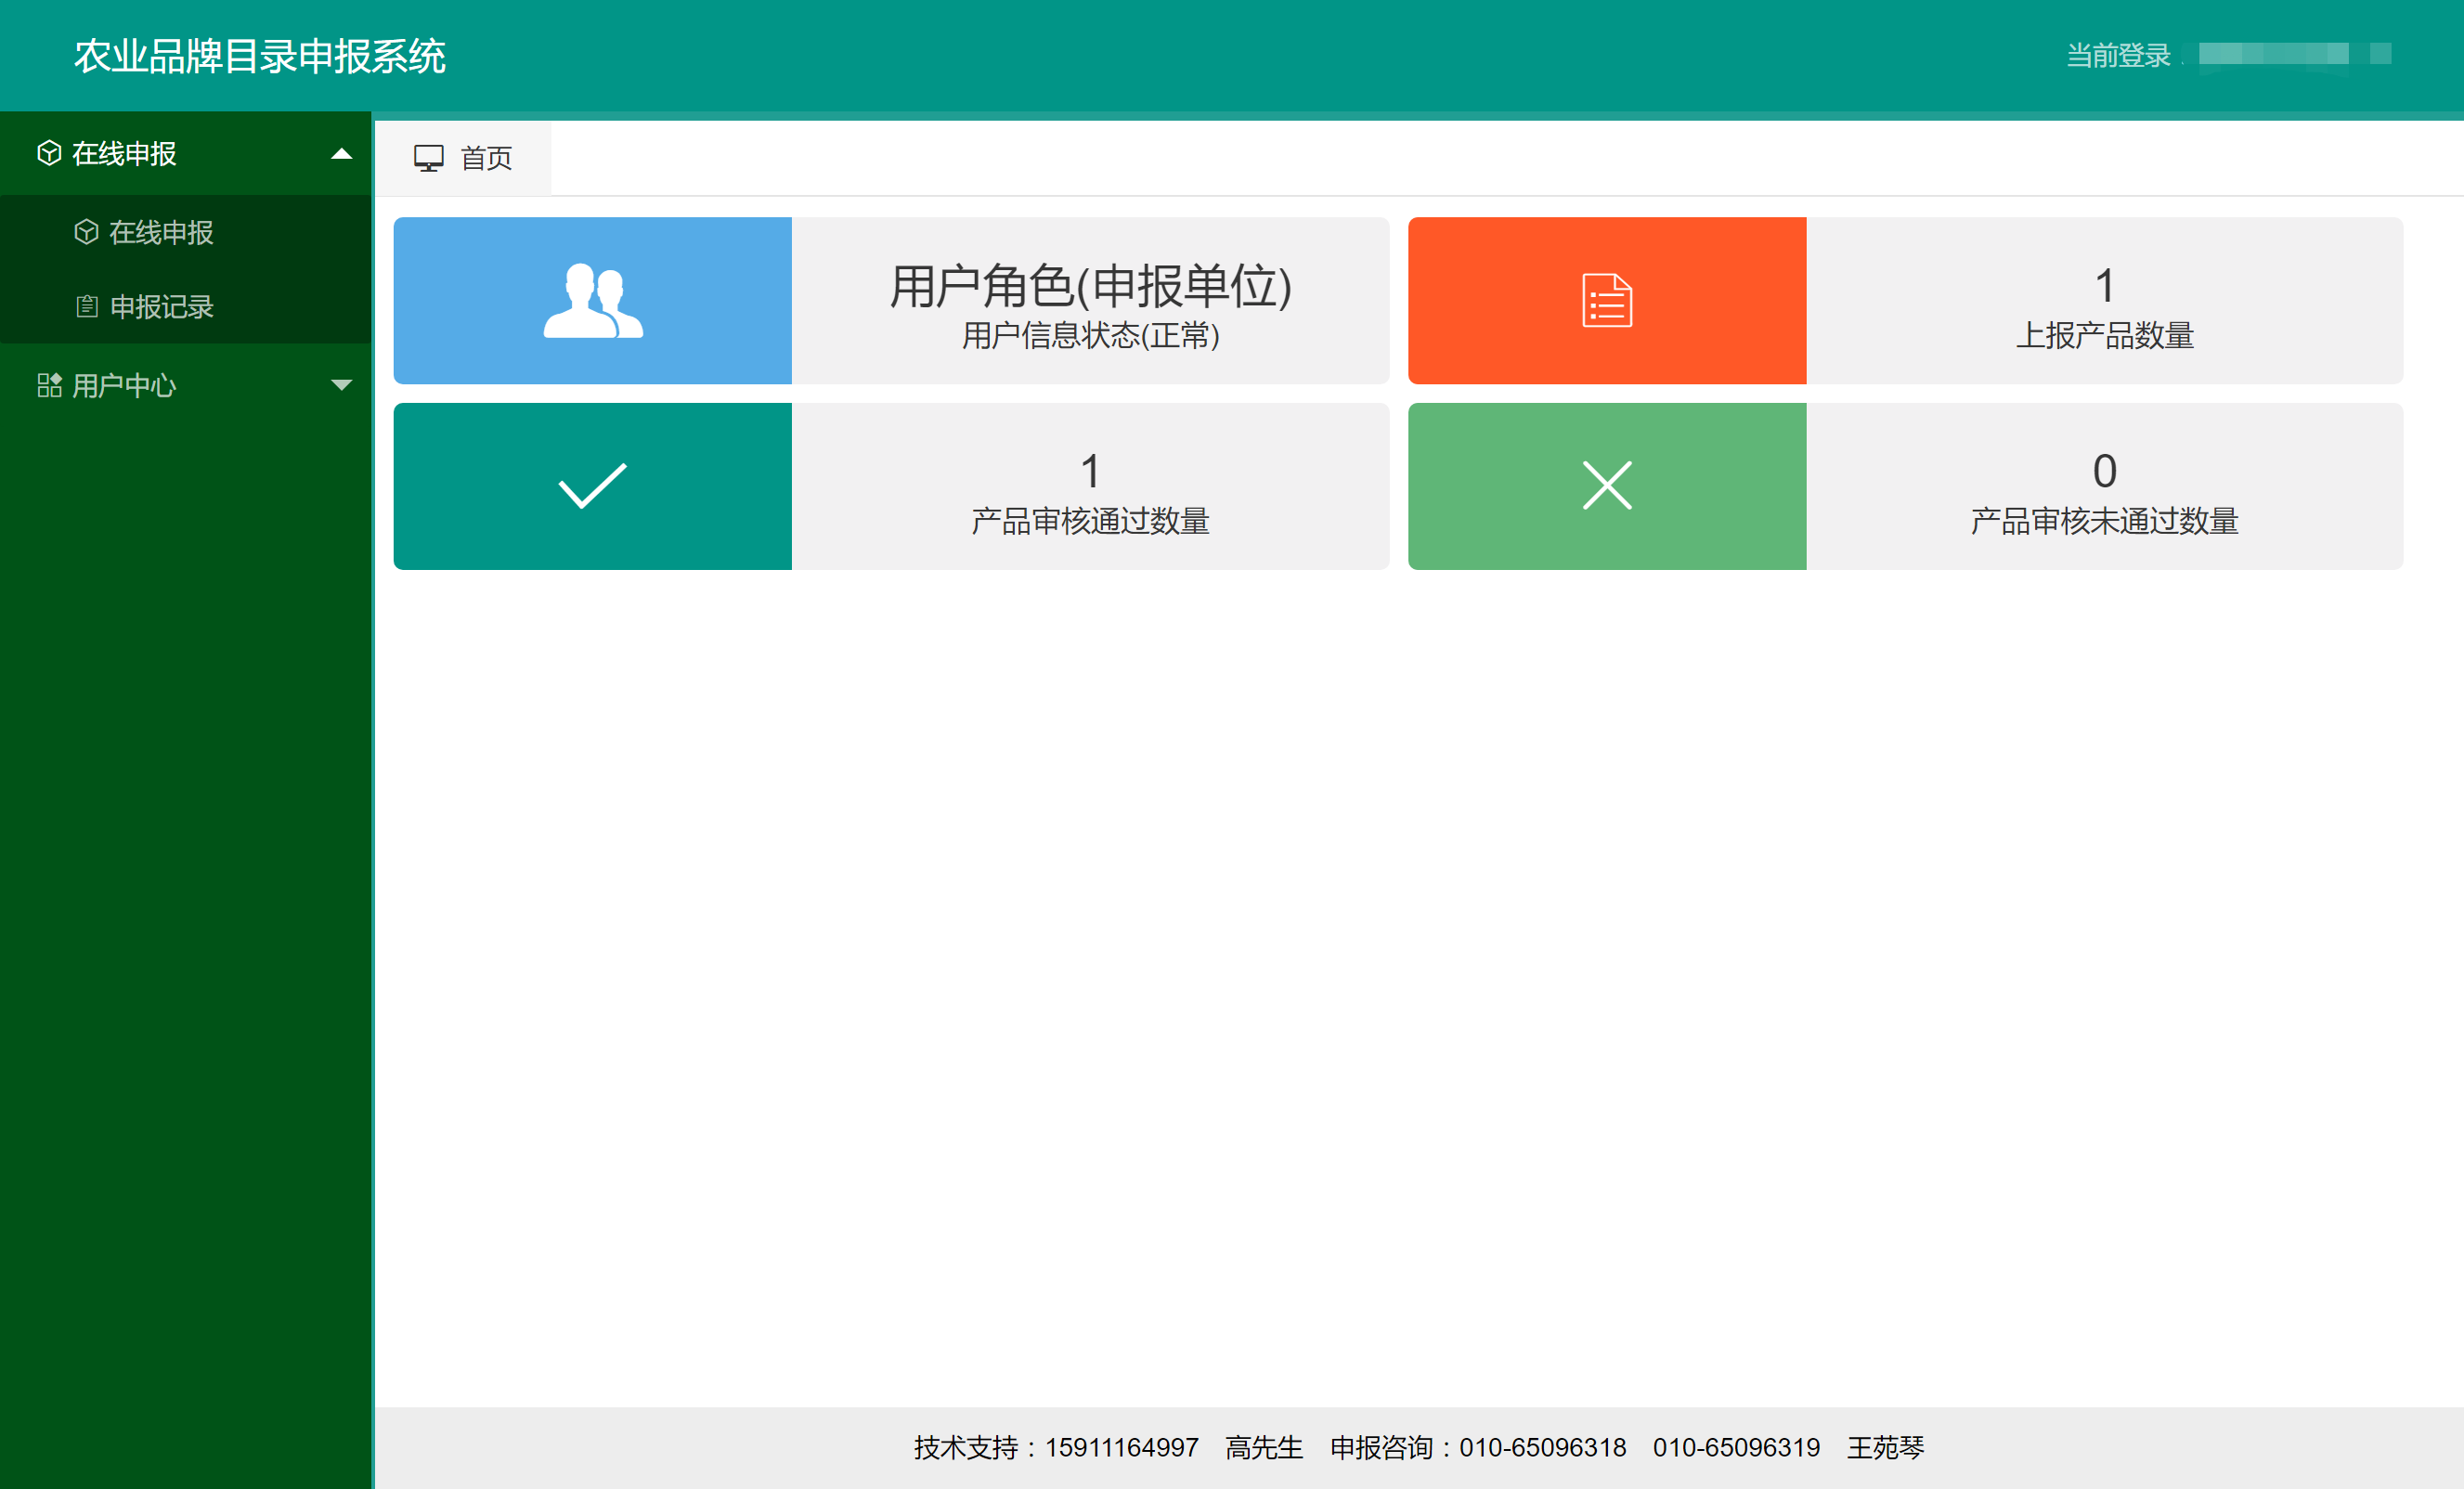 农业品牌目录申报系统
当前登录
在线申报
在线申报
申报记录
用户中心
首页
用户角色(申报单位)
用户信息状态(正常)
1
上报产品数量
1
产品审核通过数量
0
产品审核未通过数量
技术支持：15911164997 高先生 申报咨询：010-65096318 010-65096319 王苑琴